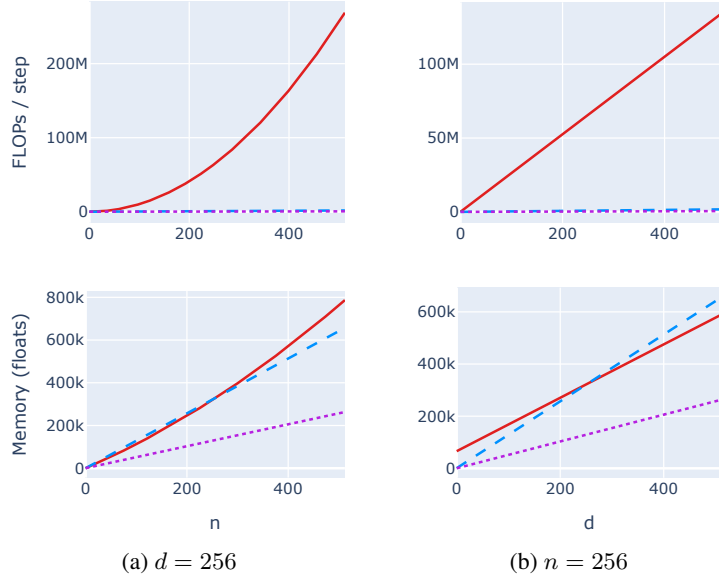 FLOPs / step
200M
100M
0
0
200
400
100M
50M
0
0
200
400
Memory (floats)
800k
600k
400k
200k
0
0
200
400
n
600k
400k
200k
0
0
200
400
d
(a) d = 256
(b) n = 256